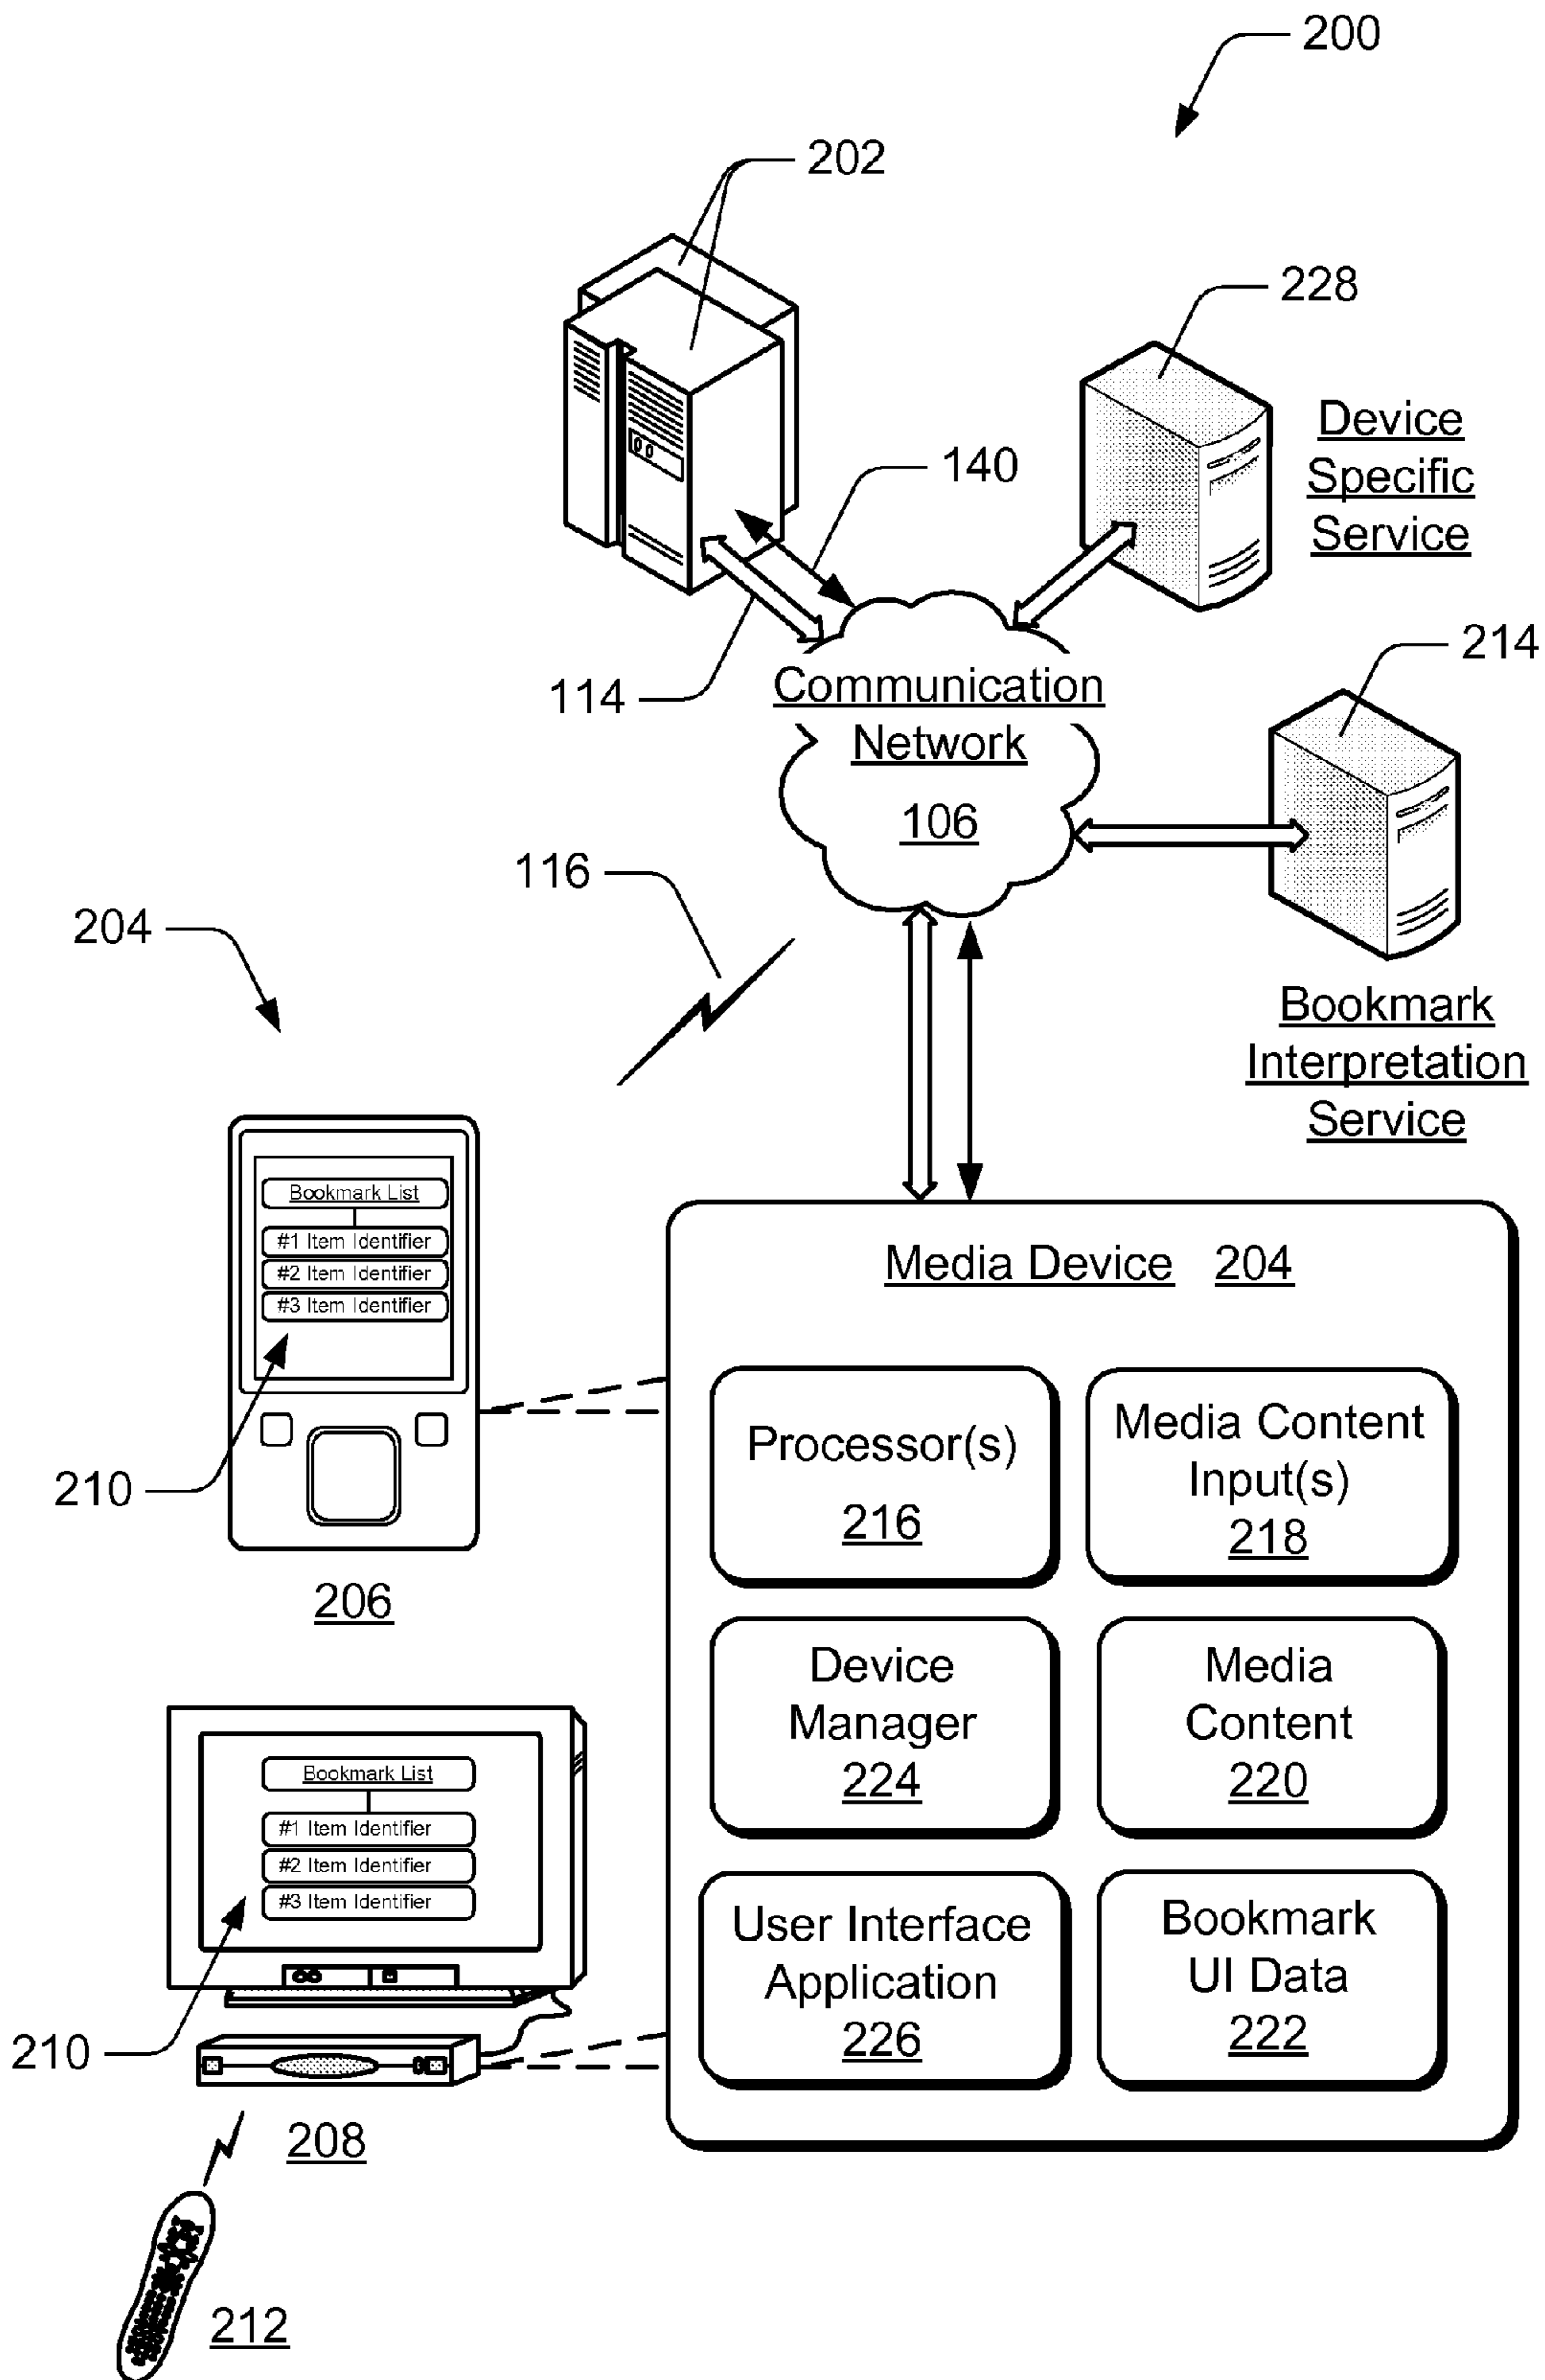 200
202
228
Device
Specific
Service
140
114
Communication
Network
106
214
Bookmark
Interpretation
Service
116
204
Bookmark List
#1 Item Identifier
#2 Item Identifier
#3 Item Identifier
210
206
Media Device 204
Processor(s)
216
Media Content
Input(s)
218
Device
Manager
224
Media
Content
220
User Interface
Application
226
Bookmark
UI Data
222
Bookmark List
#1 Item Identifier
#2 Item Identifier
#3 Item Identifier
210
208
212